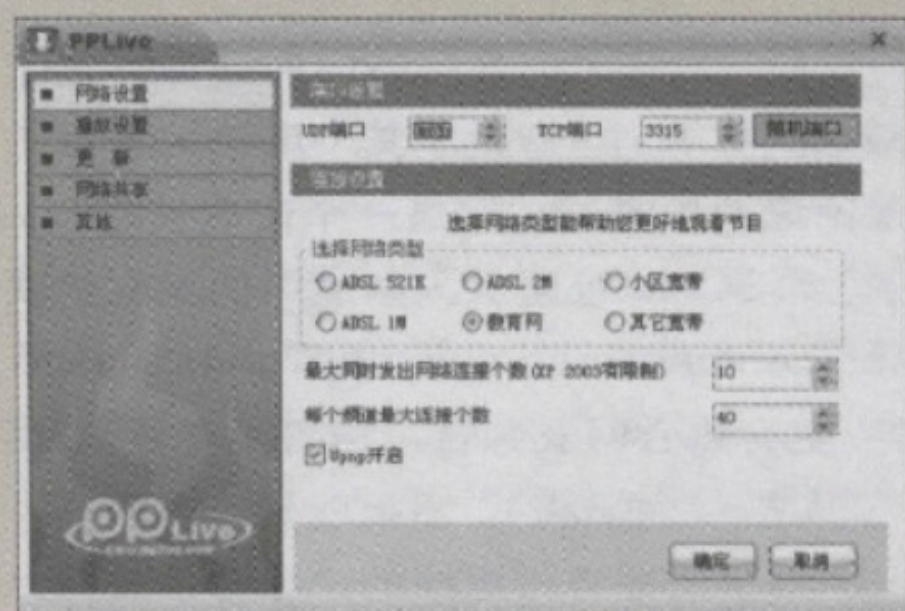 PPLive
网络设置
播放设置
更 新
网络共享
其他
端口设置
UDP端口
TCP端口 3315 随机端口
连接设置
选择网络类型能帮助您更好地观看节目
选择网络类型
ADSL 521K ADSL 2M 小区宽带
ADSL 1M 教育网 其它宽带
最大同时发出网络连接个数(XP 2003有限制) 10
每个频道最大连接个数 40
Upnp开启
PPLive
确定 取消